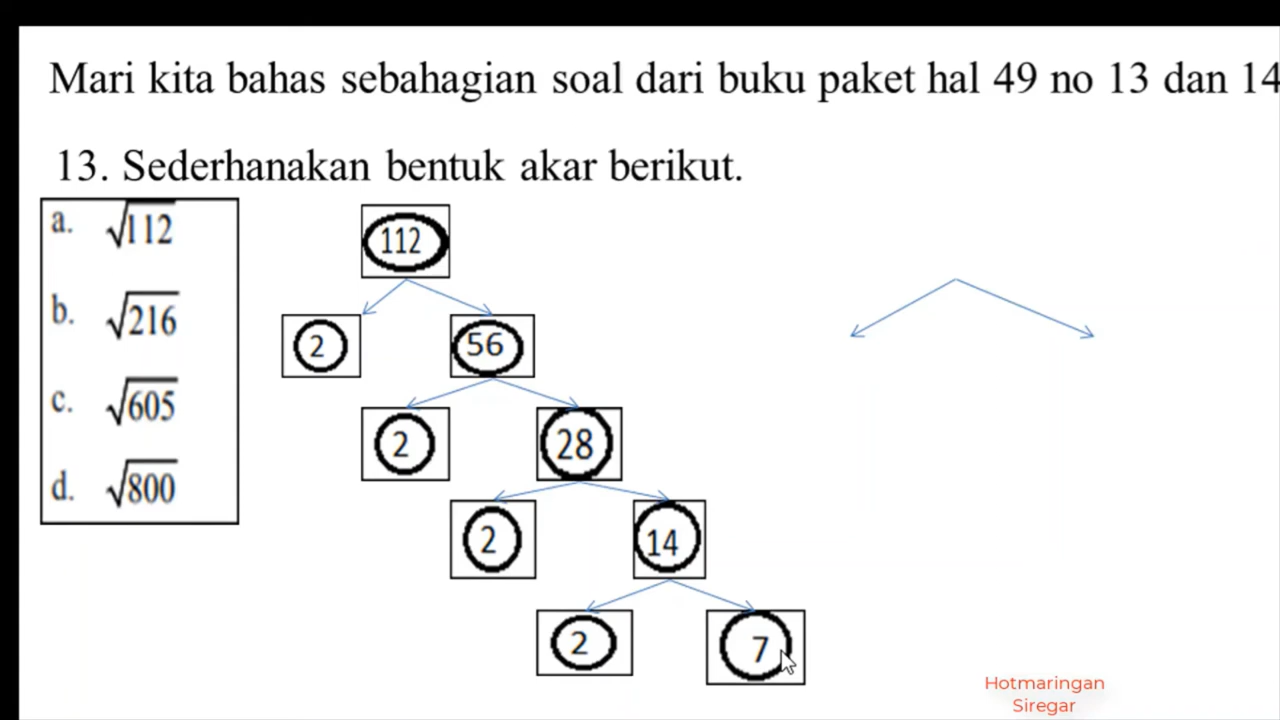 Mari kita bahas sebahagian soal dari buku paket hal 49 no 13 dan 14
13. Sederhanakan bentuk akar berikut.
a. √112
b. √216
c. √605
d. √800
112
2 56
2 28
2 14
2 7
Hotmaringan
Siregar